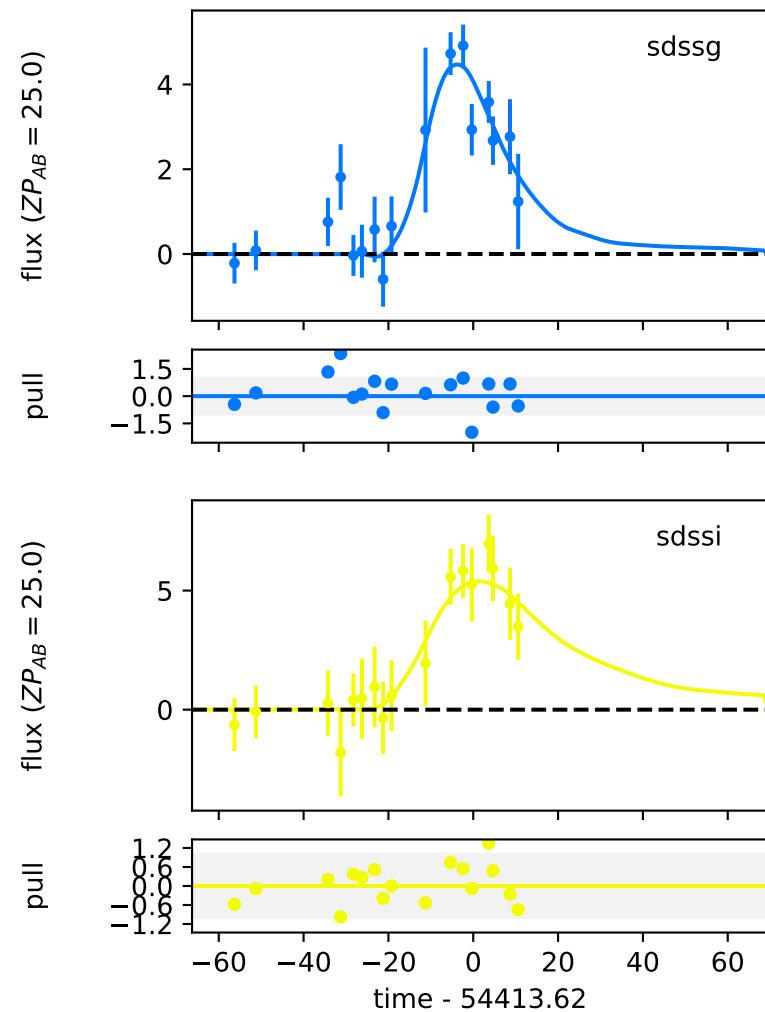 sdssg
flux (ZP_AB = 25.0)
4
2
0
pull
1.5
0.0
−1.5
sdssi
flux (ZP_AB = 25.0)
5
0
pull
1.2
0.6
0.0
−0.6
−1.2
−60 −40 −20 0 20 40 60
time - 54413.62